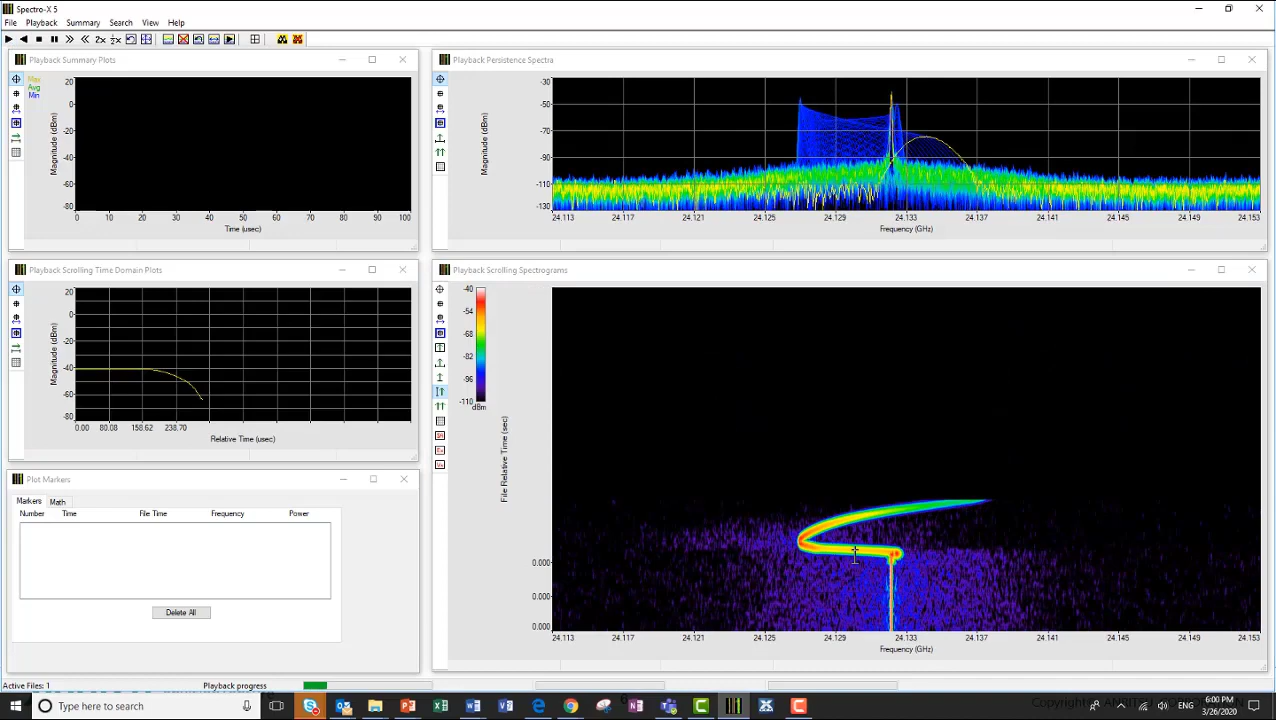 Spectro-X 5
File Playback Summary Search View Help
2x ½x
Playback Summary Plots
Max
Avg
Min
Magnitude (dBm)
20
0
-20
-40
-60
-80
0 10 20 30 40 50 60 70 80 90 100
Time (usec)
Playback Persistence Spectra
Magnitude (dBm)
-30
-50
-70
-90
-110
-130
24.113 24.117 24.121 24.125 24.129 24.133 24.137 24.141 24.145 24.149 24.153
Frequency (GHz)
Playback Scrolling Time Domain Plots
Magnitude (dBm)
20
0
-20
-40
-60
-80
0.00 80.08 158.62 238.70
Relative Time (usec)
Playback Scrolling Spectrograms
-40
-54
-68
-82
-96
-110
dBm
File Relative Time (sec)
0.000
0.000
0.000
24.113 24.117 24.121 24.125 24.129 24.133 24.137 24.141 24.145 24.149 24.153
Frequency (GHz)
Plot Markers
Markers Math
Number Time File Time Frequency Power
Delete All
Active Files: 1 Playback progress
Type here to search
ENG
6:00 PM
3/26/2020